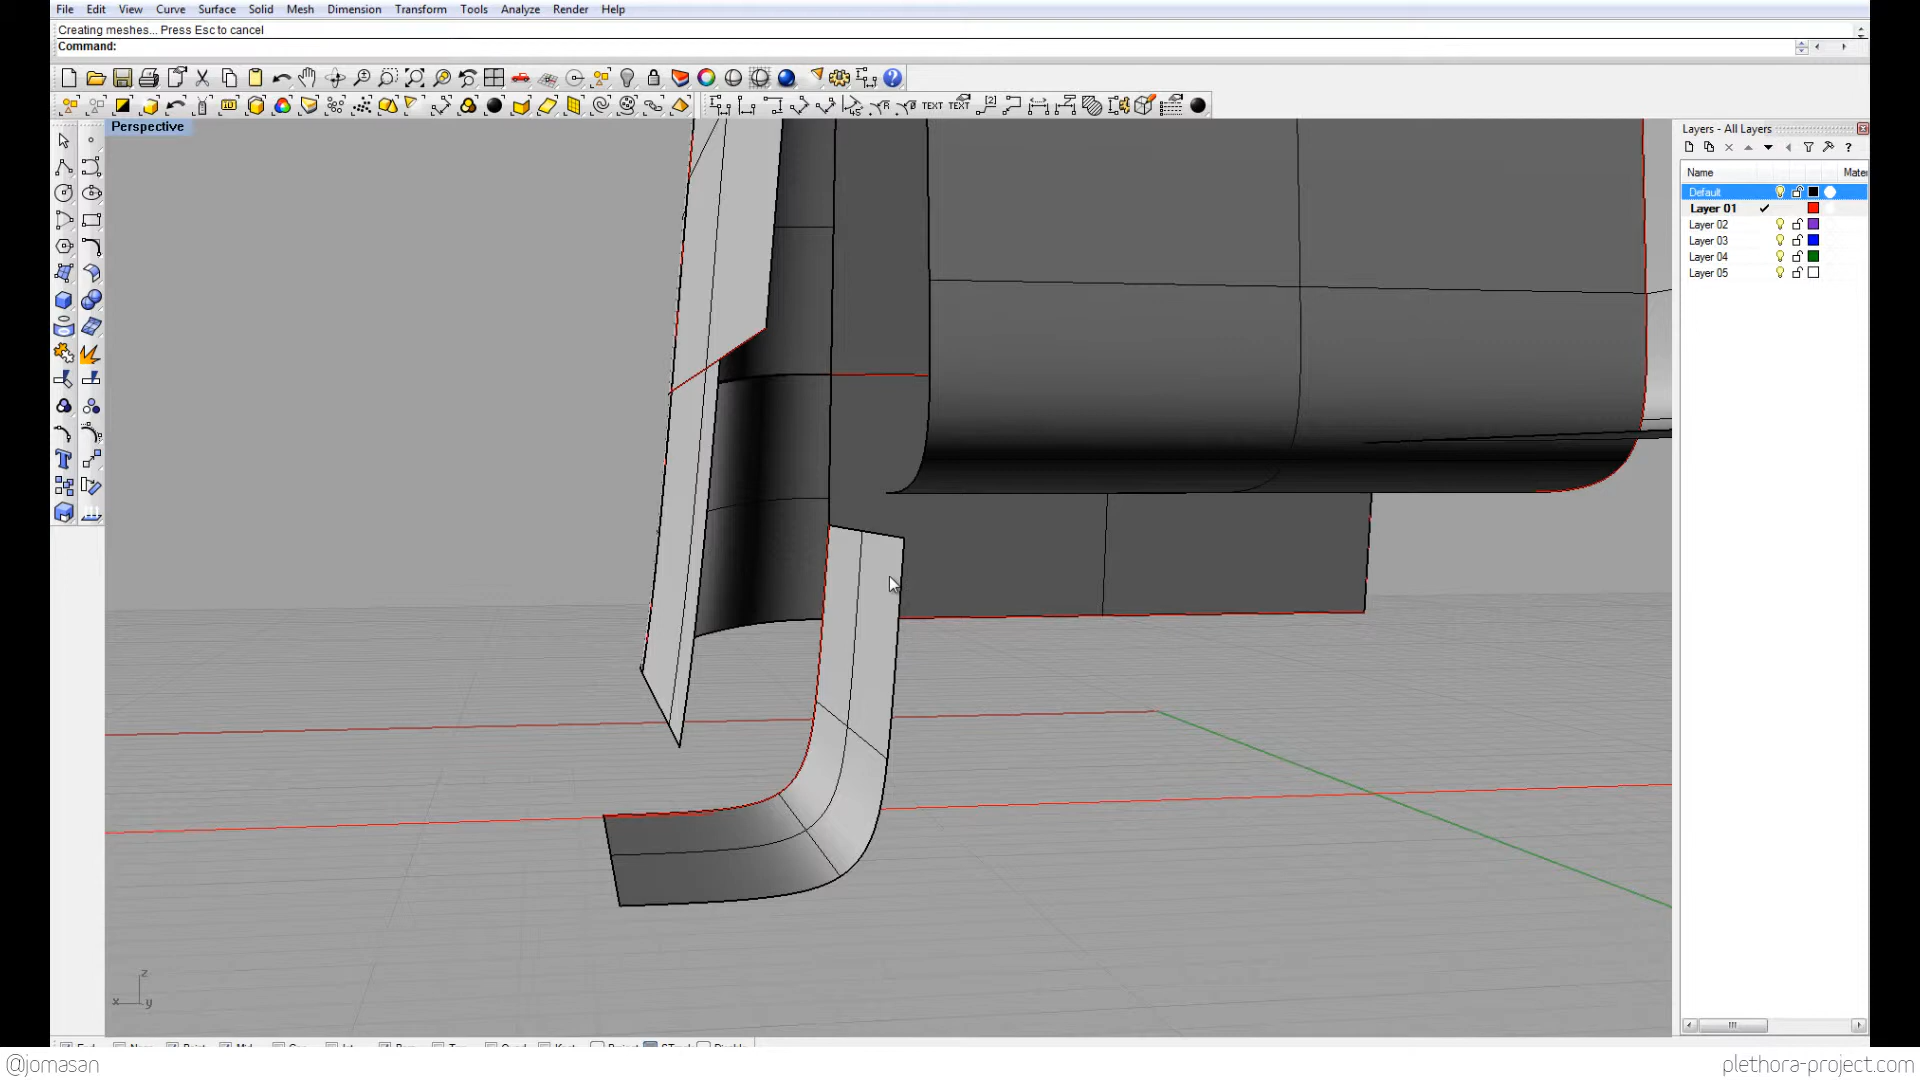 File Edit View Curve Surface Solid Mesh Dimension Transform Tools Analyze Render Help
Creating meshes... Press Esc to cancel
Command:
TEXT TEXT
Perspective
Layers - All Layers
Name Mate
Default
Layer 01
Layer 02
Layer 03
Layer 04
Layer 05
z
x y
@jomasan
plethora-project.com